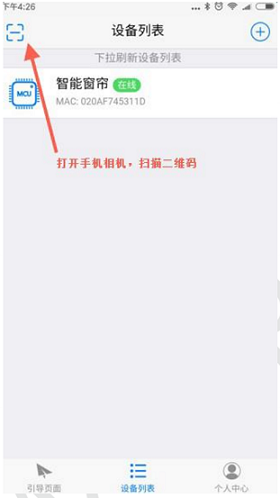 下午4:26
设备列表
下拉刷新设备列表
智能窗帘 在线
MCU
MAC: 020AF745311D
打开手机相机，扫描二维码
引导页面 设备列表 个人中心